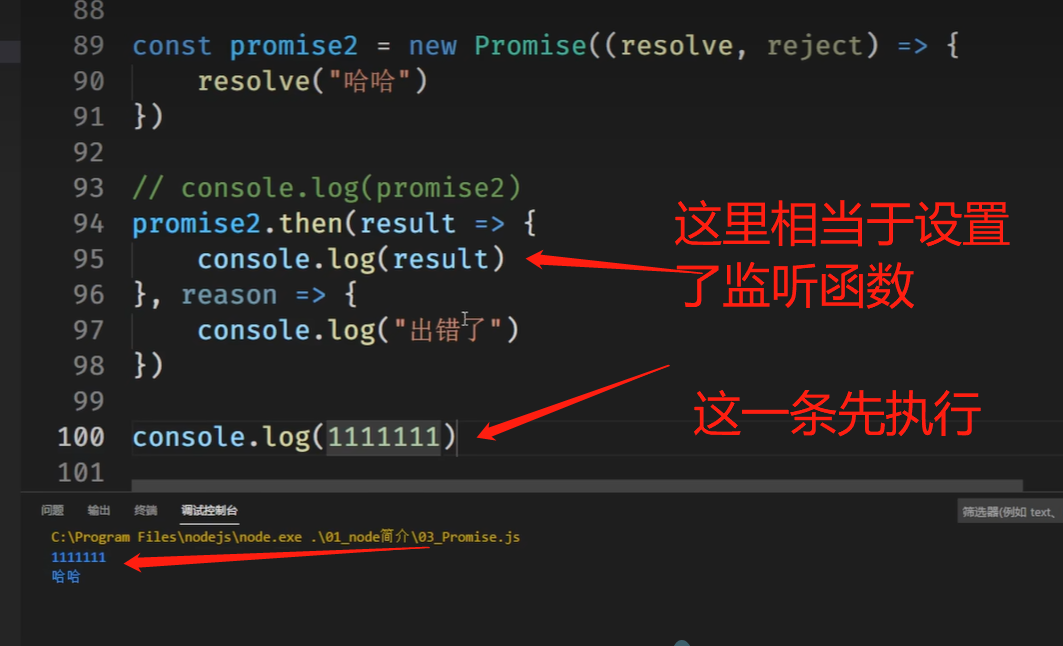 88
89 const promise2 = new Promise((resolve, reject) => {
90 resolve("哈哈")
91 })
92
93 // console.log(promise2)
94 promise2.then(result => {
95 console.log(result)
96 }, reason => {
97 console.log("出错了")
98 })
99
100 console.log(1111111)
101
这里相当于设置
了监听函数
这一条先执行
问题 输出 终端 调试控制台 筛选器(例如 text、
C:\Program Files\nodejs\node.exe .\01_node简介\03_Promise.js
1111111
哈哈